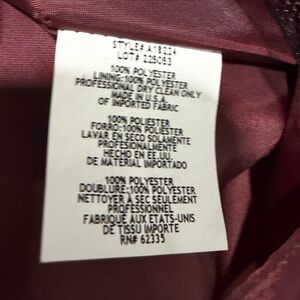 STYLE# A18224
LOT# 225083
100% POLYESTER
LINING: 100% POLYESTER
PROFESSIONAL DRY CLEAN ONLY
MADE IN U.S.A.
OF IMPORTED FABRIC
100% POLIESTER
FORRO: 100% POLIESTER
LAVAR EN SECO SOLAMENTE
PROFESIONALMENTE
HECHO EN EE.UU.
DE MATERIAL IMPORTADO
100% POLYESTER
DOUBLURE: 100% POLYESTER
NETTOYER A SEC SEULEMENT
PROFESSIONNEL
FABRIQUE AUX ETATS-UNIS
DE TISSU IMPORTE
RN# 62335